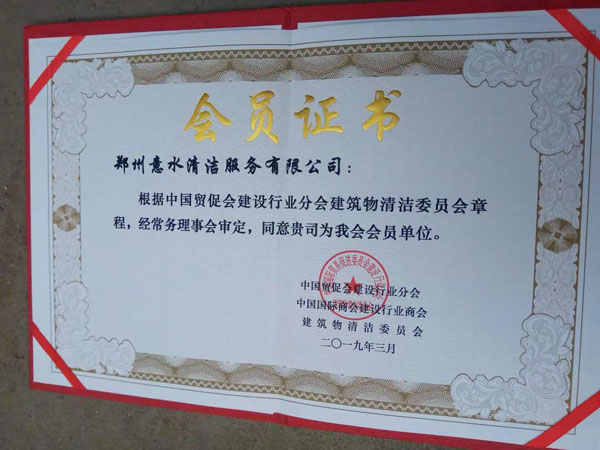 会员证书
郑州意水清洁服务有限公司：
根据中国贸促会建设行业分会建筑物清洁委员会章
程，经常务理事会审定，同意贵司为我会会员单位。
中国贸促会建设行业分会
中国国际商会建设行业商会
建筑物清洁委员会
二〇一九年三月